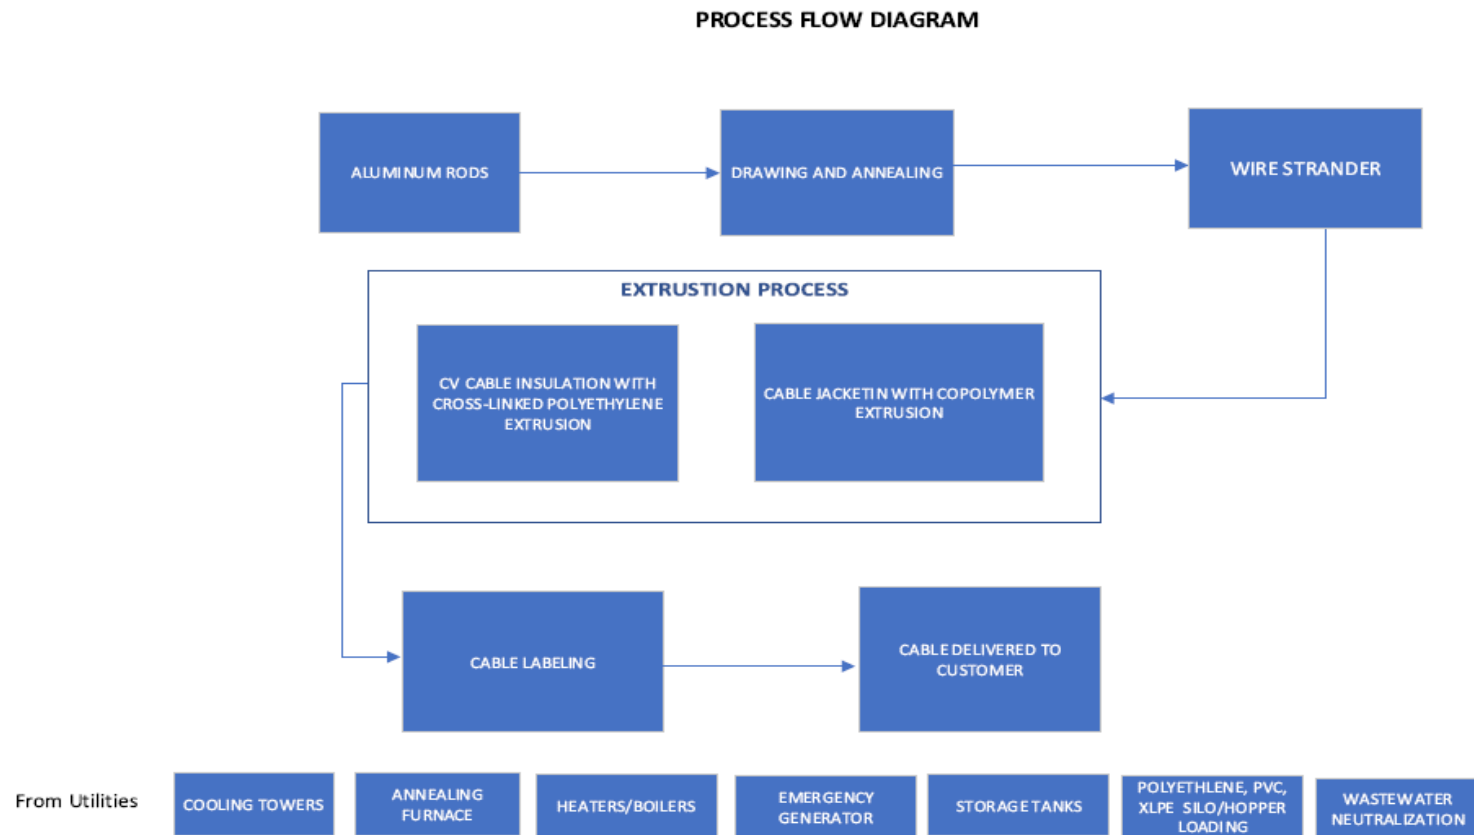 PROCESS FLOW DIAGRAM
ALUMINUM RODS
DRAWING AND ANNEALING
WIRE STRANDER
EXTRUSTION PROCESS
CV CABLE INSULATION WITH
CROSS-LINKED POLYETHYLENE
EXTRUSION
CABLE JACKETIN WITH COPOLYMER
EXTRUSION
CABLE LABELING
CABLE DELIVERED TO
CUSTOMER
From Utilities
COOLING TOWERS
ANNEALING
FURNACE
HEATERS/BOILERS
EMERGENCY
GENERATOR
STORAGE TANKS
POLYETHLENE, PVC,
XLPE SILO/HOPPER
LOADING
WASTEWATER
NEUTRALIZATION